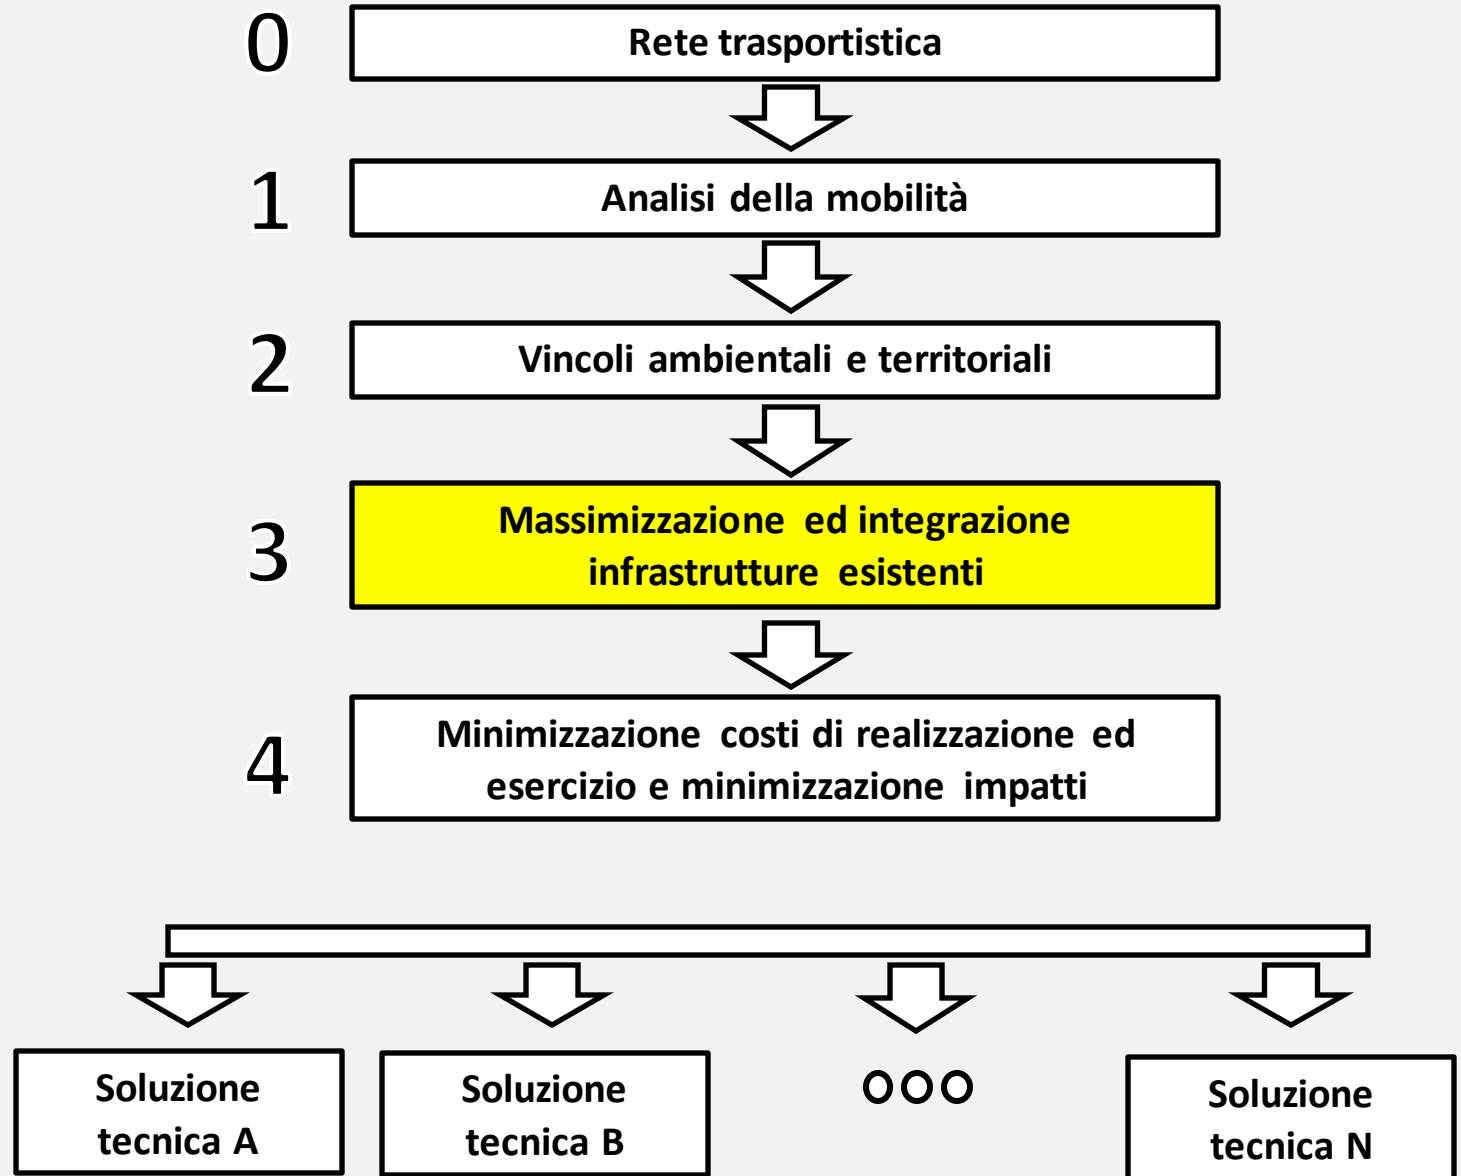 0
Rete trasportistica
1
Analisi della mobilità
2
Vincoli ambientali e territoriali
3
Massimizzazione ed integrazione
infrastrutture esistenti
4
Minimizzazione costi di realizzazione ed
esercizio e minimizzazione impatti
Soluzione
tecnica A
Soluzione
tecnica B
Soluzione
tecnica N